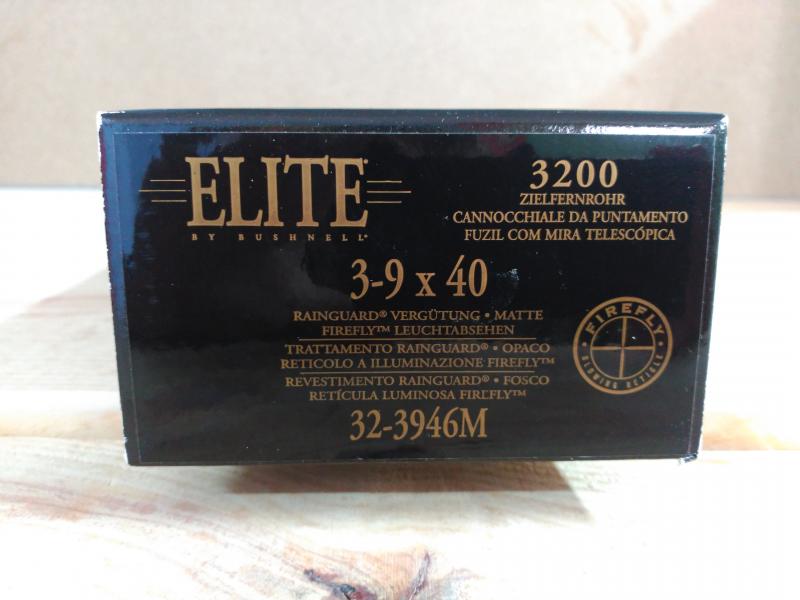 ELITE®
BY BUSHNELL®
3200
ZIELFERNROHR
CANNOCCHIALE DA PUNTAMENTO
FUZIL COM MIRA TELESCÓPICA
3-9 x 40
RAINGUARD® VERGÜTUNG • MATTE
FIREFLY™ LEUCHTABSEHEN
TRATTAMENTO RAINGUARD® • OPACO
RETICOLO A ILLUMINAZIONE FIREFLY™
REVESTIMENTO RAINGUARD® • FOSCO
RETÍCULA LUMINOSA FIREFLY™
32-3946M
FIREFLY
GLOWING RETICLE